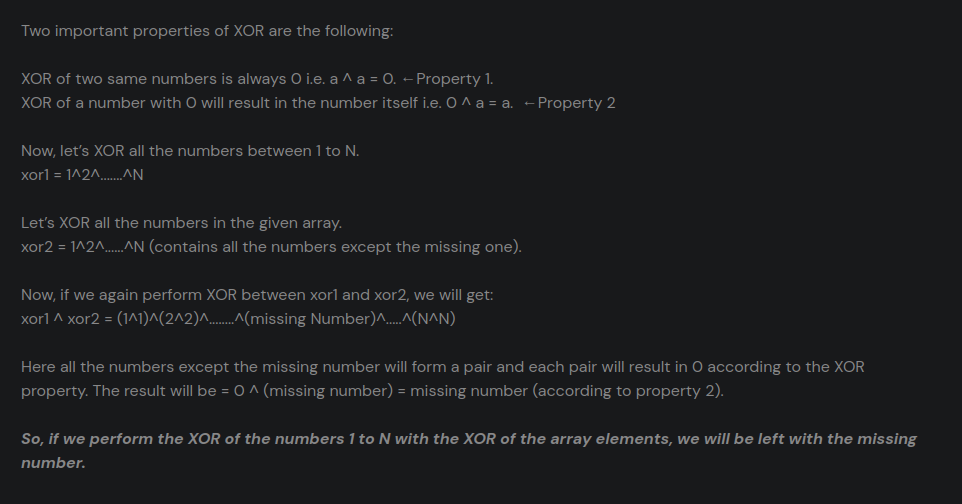 Two important properties of XOR are the following:
XOR of two same numbers is always 0 i.e. a ^ a = 0. ←Property 1.
XOR of a number with 0 will result in the number itself i.e. 0 ^ a = a.  ←Property 2
Now, let’s XOR all the numbers between 1 to N.
xor1 = 1^2^.......^N
Let’s XOR all the numbers in the given array.
xor2 = 1^2^......^N (contains all the numbers except the missing one).
Now, if we again perform XOR between xor1 and xor2, we will get:
xor1 ^ xor2 = (1^1)^(2^2)^........^(missing Number)^.....^(N^N)
Here all the numbers except the missing number will form a pair and each pair will result in 0 according to the XOR
property. The result will be = 0 ^ (missing number) = missing number (according to property 2).
So, if we perform the XOR of the numbers 1 to N with the XOR of the array elements, we will be left with the missing
number.